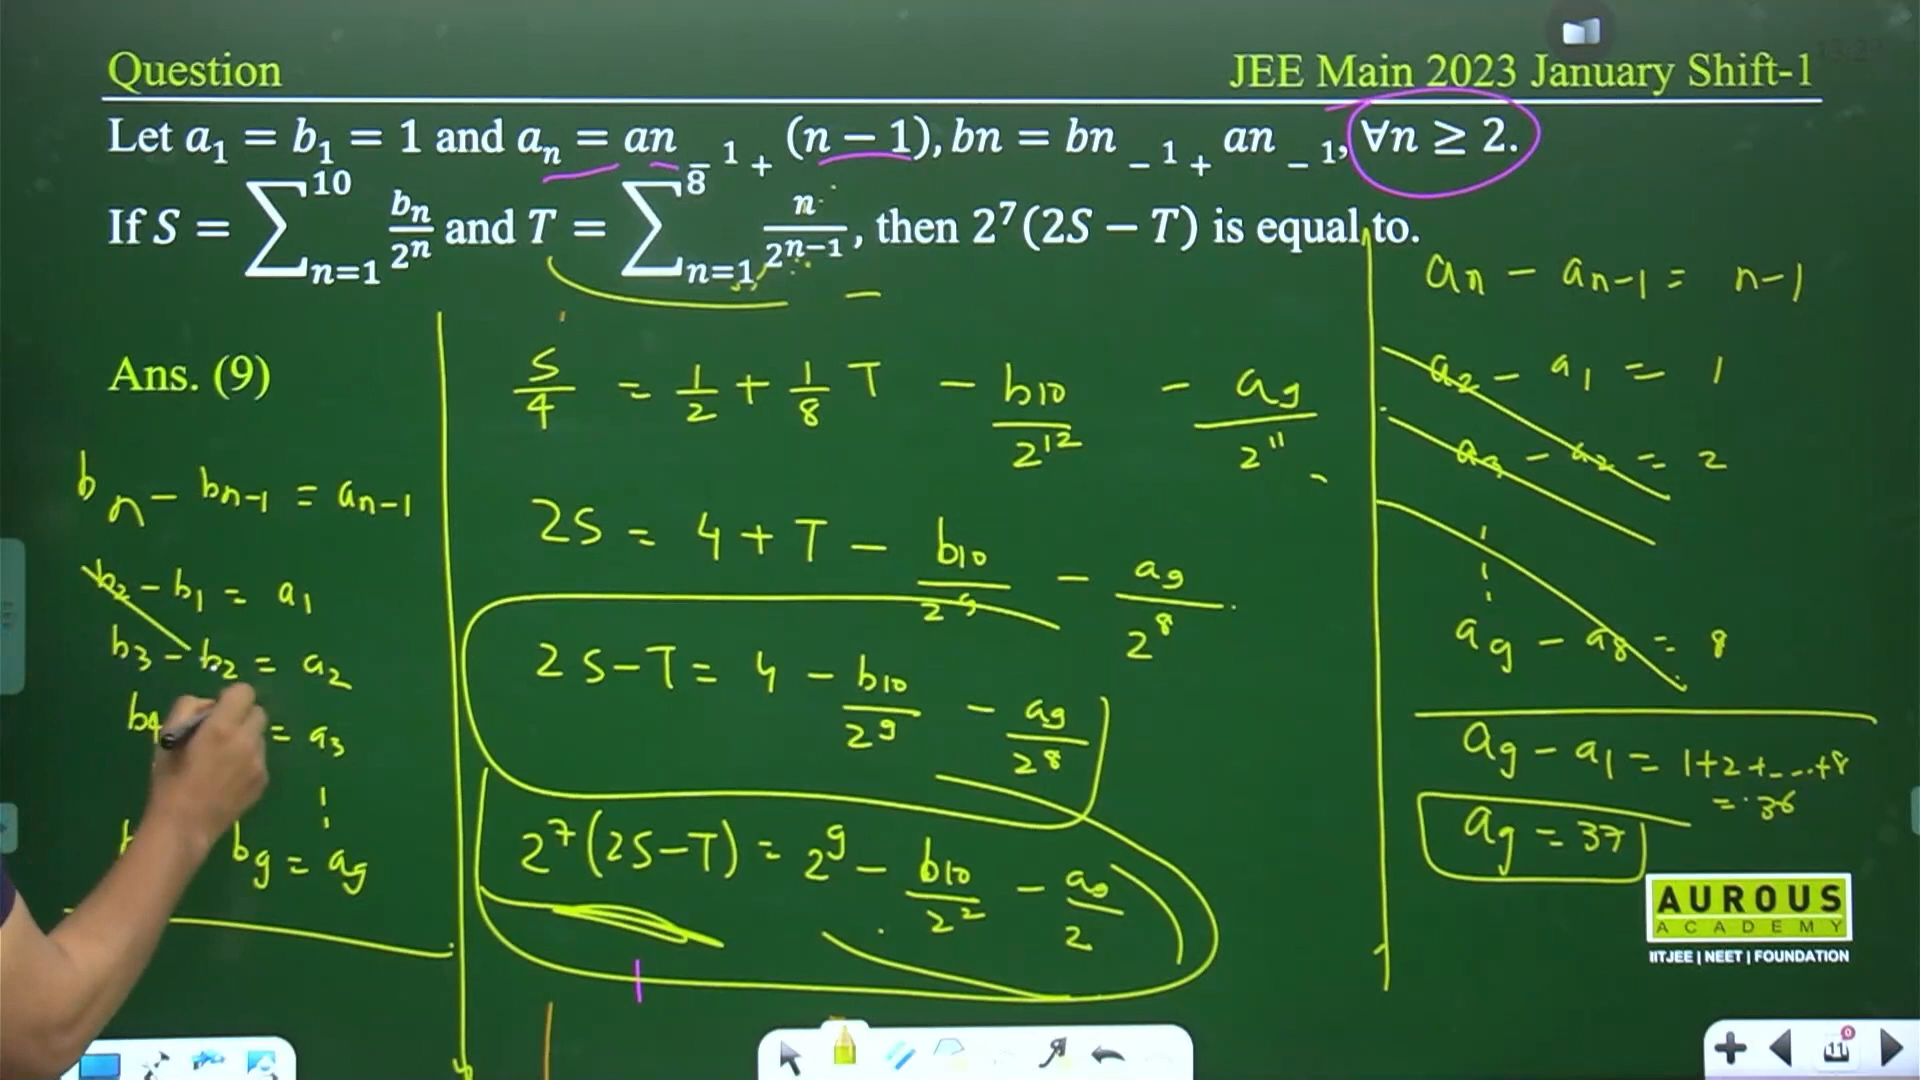 Question
JEE Main 2023 January Shift-1
Let a₁ = b₁ = 1 and aₙ = an ₋ ₁ ₊ (n − 1), bn = bn ₋ ₁ ₊ an ₋ ₁, ∀n ≥ 2.
If S = ∑ₙ₌₁¹⁰ bₙ/2ⁿ and T = ∑ₙ₌₁⁸ n/2ⁿ⁻¹, then 2⁷(2S − T) is equal to.
Ans. (9)
bn − bn-1 = an-1
b2 − b1 = a1
b3 − b2 = a2
b4 = a3
b9 = a9
S/4 = 1/2 + 1/8 T − b10/2¹² − a9/2¹¹
2S = 4 + T − b10/2⁹ − a9/2⁸
2S − T = 4 − b10/2⁹ − a9/2⁸
2⁷(2S−T) = 2⁹ − b10/2² − a9/2
an − an-1 = n-1
a2 − a1 = 1
a3 − a2 = 2
a9 − a8 = 8
a9 − a1 = 1+2+....+8
= 36
a9 = 37
AUROUS
ACADEMY
IITJEE | NEET | FOUNDATION
11
0